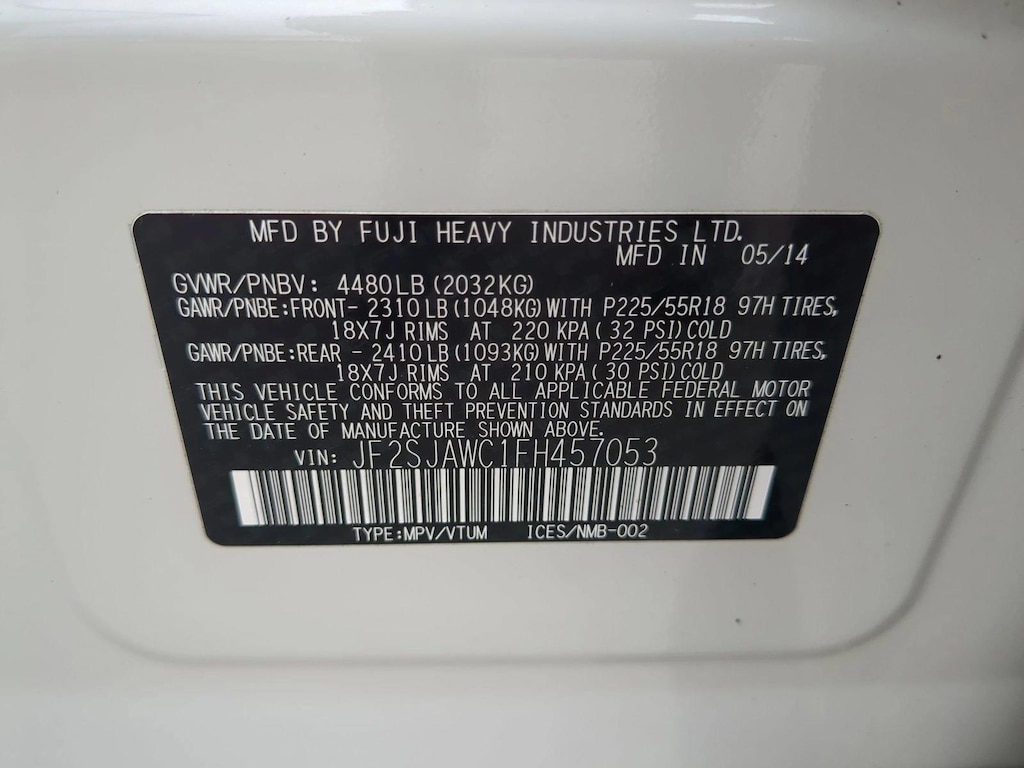 MFD BY FUJI HEAVY INDUSTRIES LTD.
MFD IN 05/14
GVWR/PNBV: 4480LB (2032KG)
GAWR/PNBE:FRONT- 2310LB (1048KG)WITH P225/55R18 97H TIRES,
18X7J RIMS AT 220 KPA ( 32 PSI) COLD
GAWR/PNBE:REAR - 2410LB (1093KG)WITH P225/55R18 97H TIRES,
18X7J RIMS AT 210 KPA ( 30 PSI) COLD
THIS VEHICLE CONFORMS TO ALL APPLICABLE FEDERAL MOTOR
VEHICLE SAFETY AND THEFT PREVENTION STANDARDS IN EFFECT ON
THE DATE OF MANUFACTURE SHOWN ABOVE.
VIN: JF2SJAWC1FH457053
TYPE:MPV/VTUM ICES/NMB-002